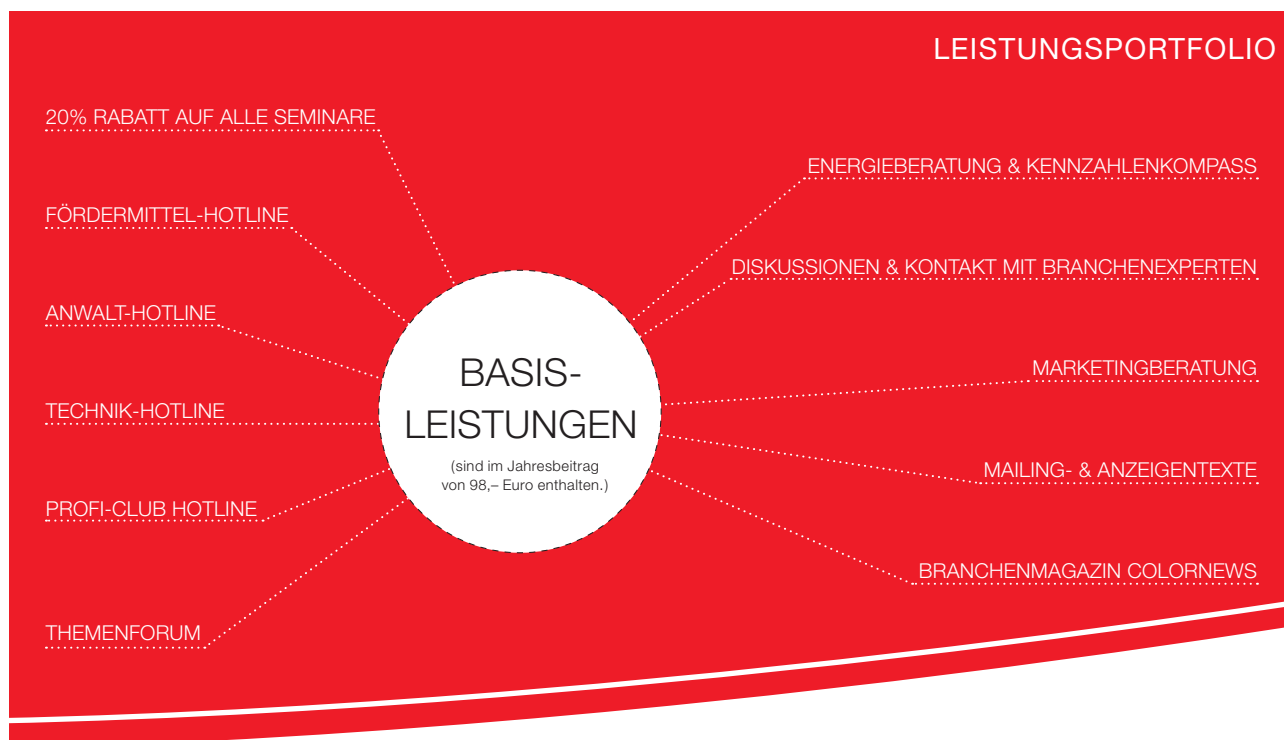 LEISTUNGSPORTFOLIO
20% RABATT AUF ALLE SEMINARE
FÖRDERMITTEL-HOTLINE
ANWALT-HOTLINE
TECHNIK-HOTLINE
PROFI-CLUB HOTLINE
THEMENFORUM
BASIS-
LEISTUNGEN
(sind im Jahresbeitrag
von 98,– Euro enthalten.)
ENERGIEBERATUNG & KENNZAHLENKOMPASS
DISKUSSIONEN & KONTAKT MIT BRANCHENEXPERTEN
MARKETINGBERATUNG
MAILING- & ANZEIGENTEXTE
BRANCHENMAGAZIN COLORNEWS